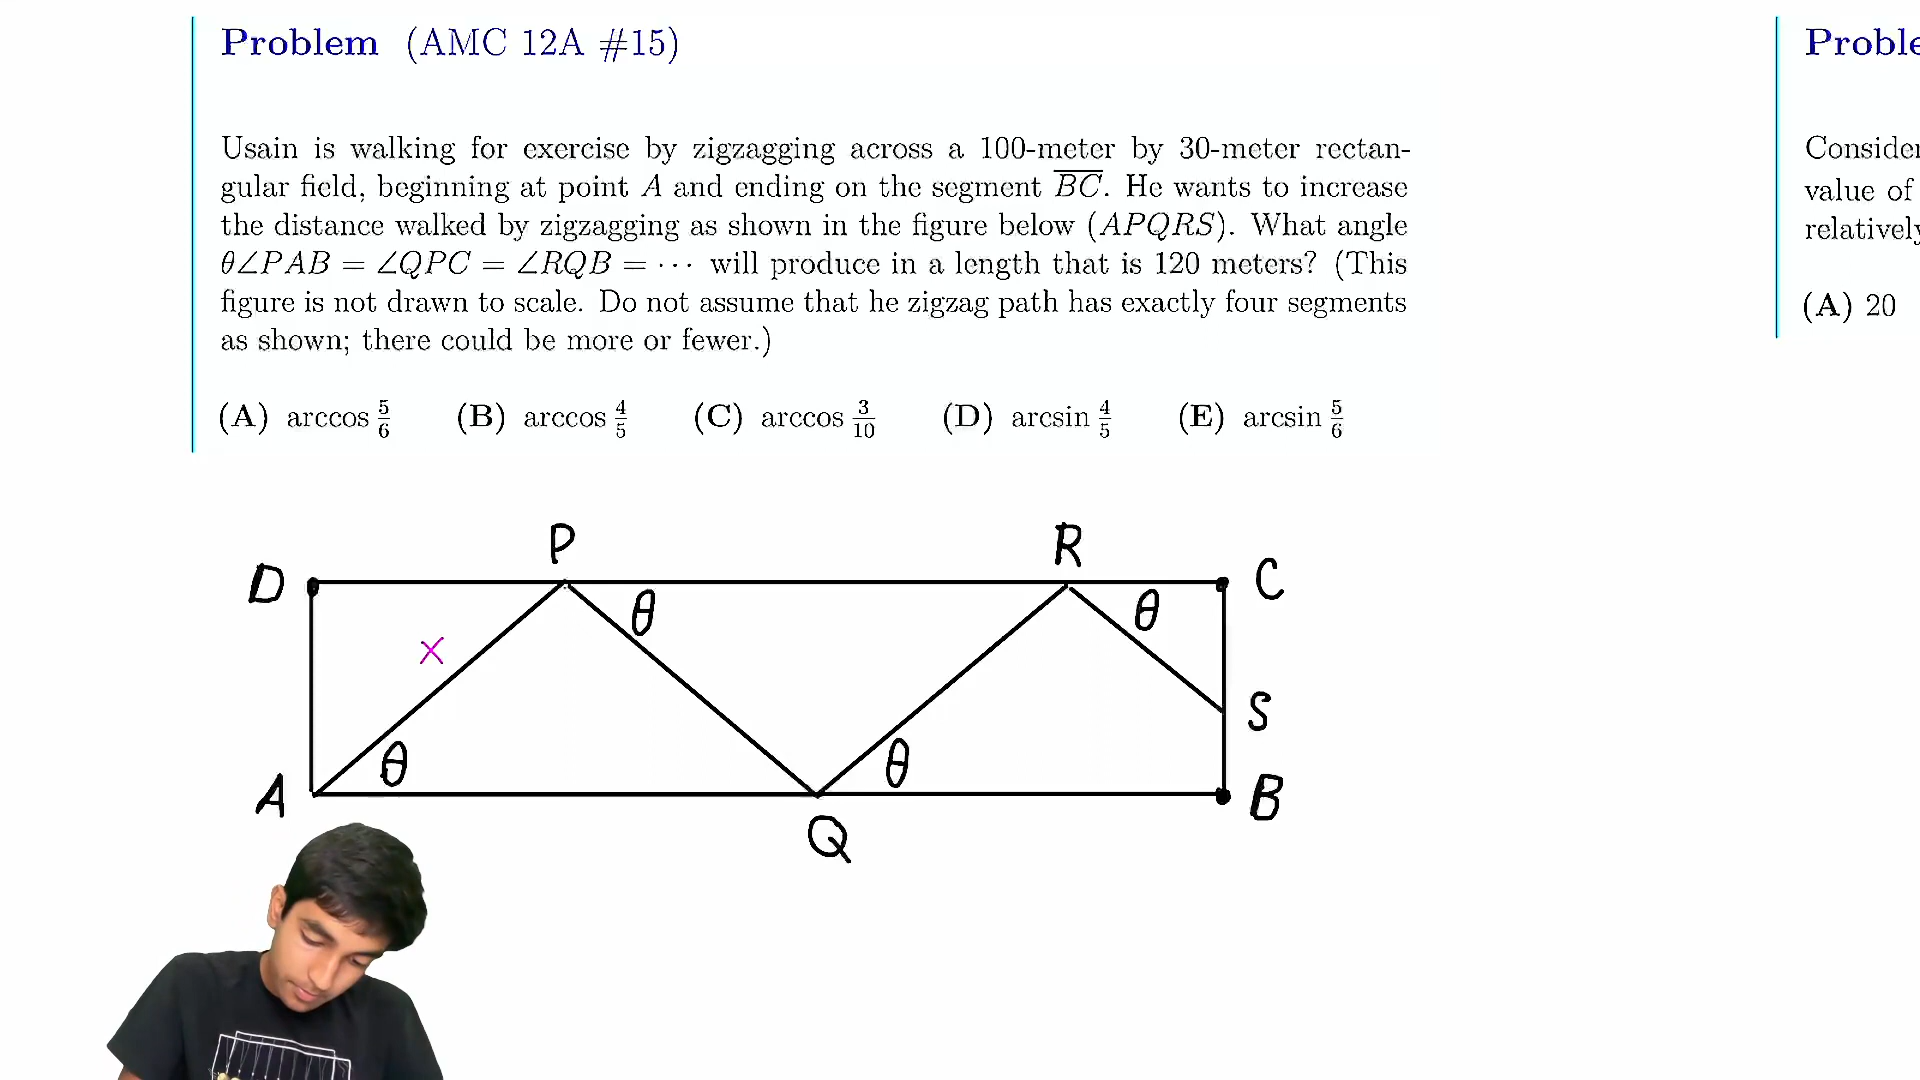 Problem (AMC 12A #15)
Usain is walking for exercise by zigzagging across a 100-meter by 30-meter rectan-
gular field, beginning at point A and ending on the segment \overline{BC}. He wants to increase
the distance walked by zigzagging as shown in the figure below (APQRS). What angle
θ∠PAB = ∠QPC = ∠RQB = ⋯ will produce in a length that is 120 meters? (This
figure is not drawn to scale. Do not assume that he zigzag path has exactly four segments
as shown; there could be more or fewer.)
(A) arccos 5/6 (B) arccos 4/5 (C) arccos 3/10 (D) arcsin 4/5 (E) arcsin 5/6
P R
D C
θ θ
x
S
θ θ
A B
Q
Proble
Consider
value of
relatively
(A) 20